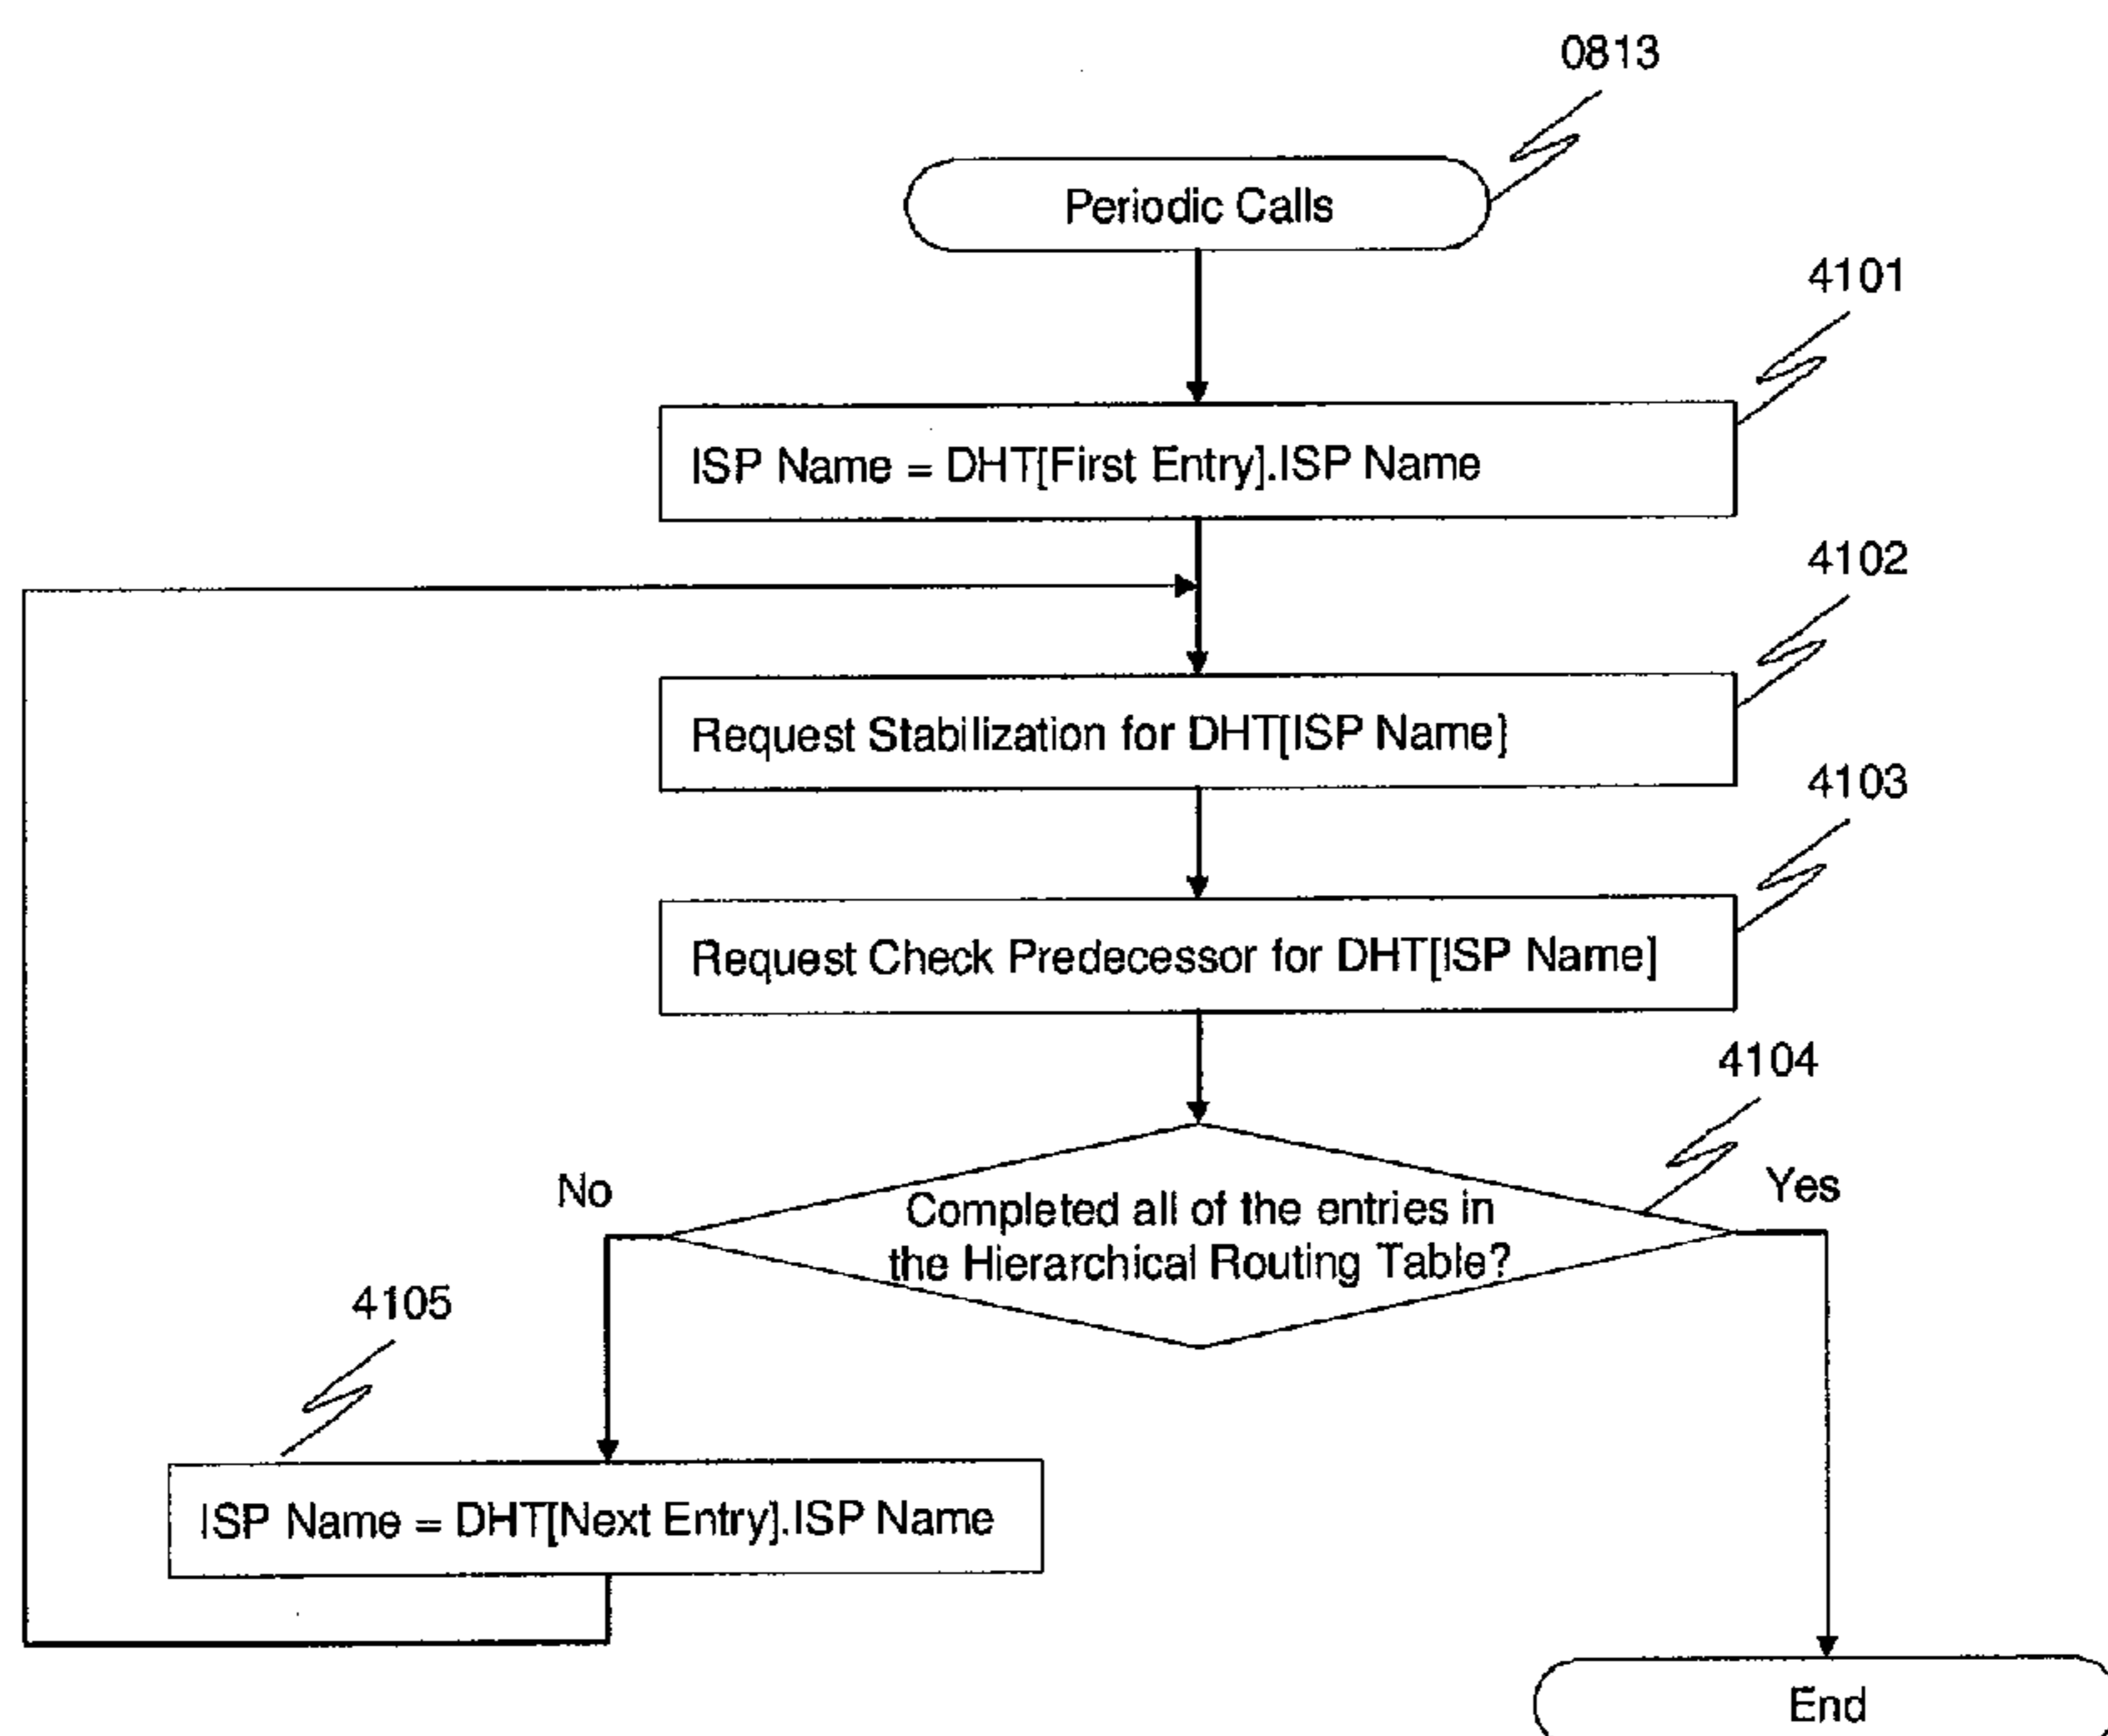 0813
Periodic Calls
4101
ISP Name = DHT[First Entry].ISP Name
4102
Request Stabilization for DHT[ISP Name]
4103
Request Check Predecessor for DHT[ISP Name]
4104
No
Yes
Completed all of the entries in
the Hierarchical Routing Table?
4105
ISP Name = DHT[Next Entry].ISP Name
End